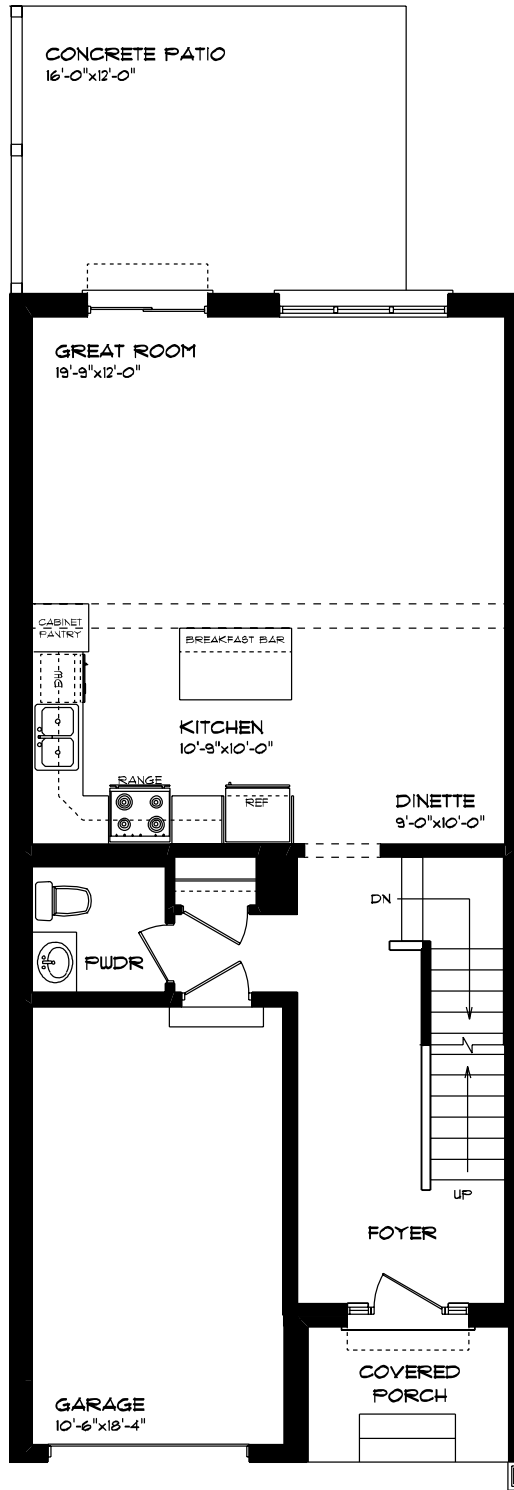 CONCRETE PATIO
16'-0"x12'-0"
GREAT ROOM
19'-9"x12'-0"
CABINET
PANTRY
BREAKFAST BAR
KITCHEN
10'-9"x10'-0"
RANGE
REF
DINETTE
9'-0"x10'-0"
DN
PWDR
UP
FOYER
COVERED
PORCH
GARAGE
10'-6"x18'-4"